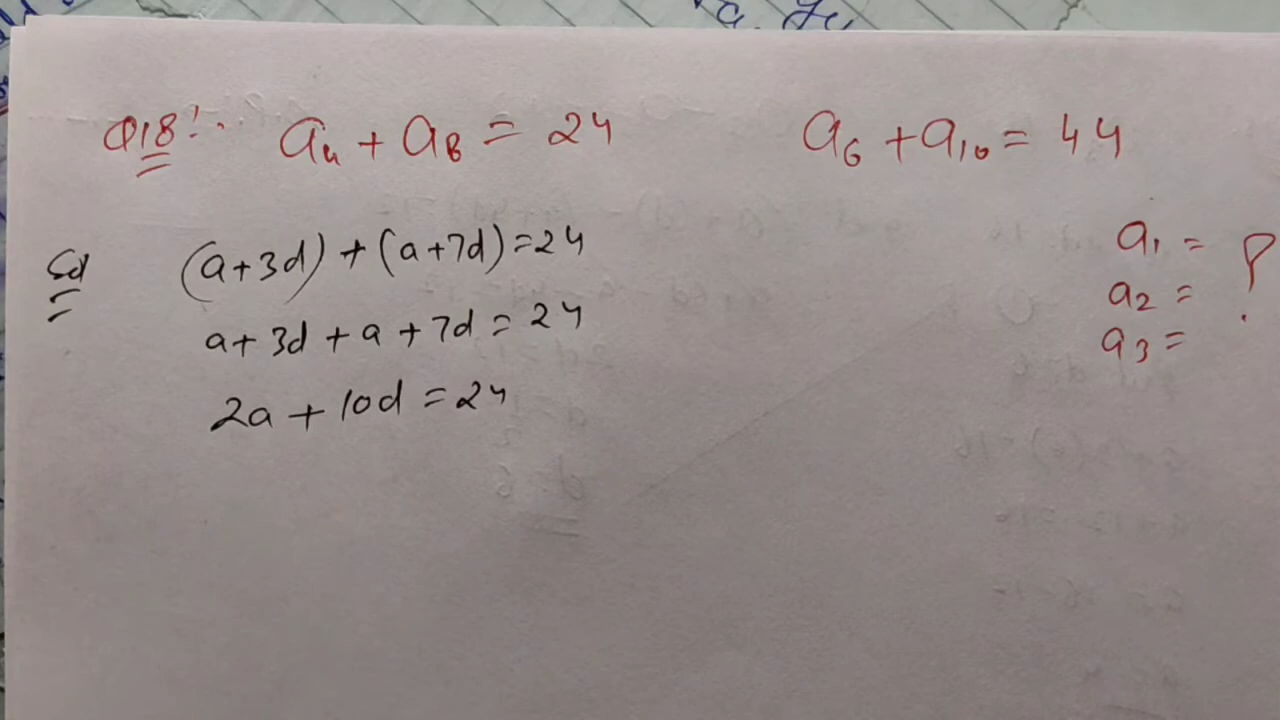 Q18:- a₄ + a₈ = 24 a₆ + a₁₀ = 44
Sol (a+3d) + (a+7d) = 24
a + 3d + a + 7d = 24
2a + 10d = 24
a₁ = ?
a₂ =
a₃ =